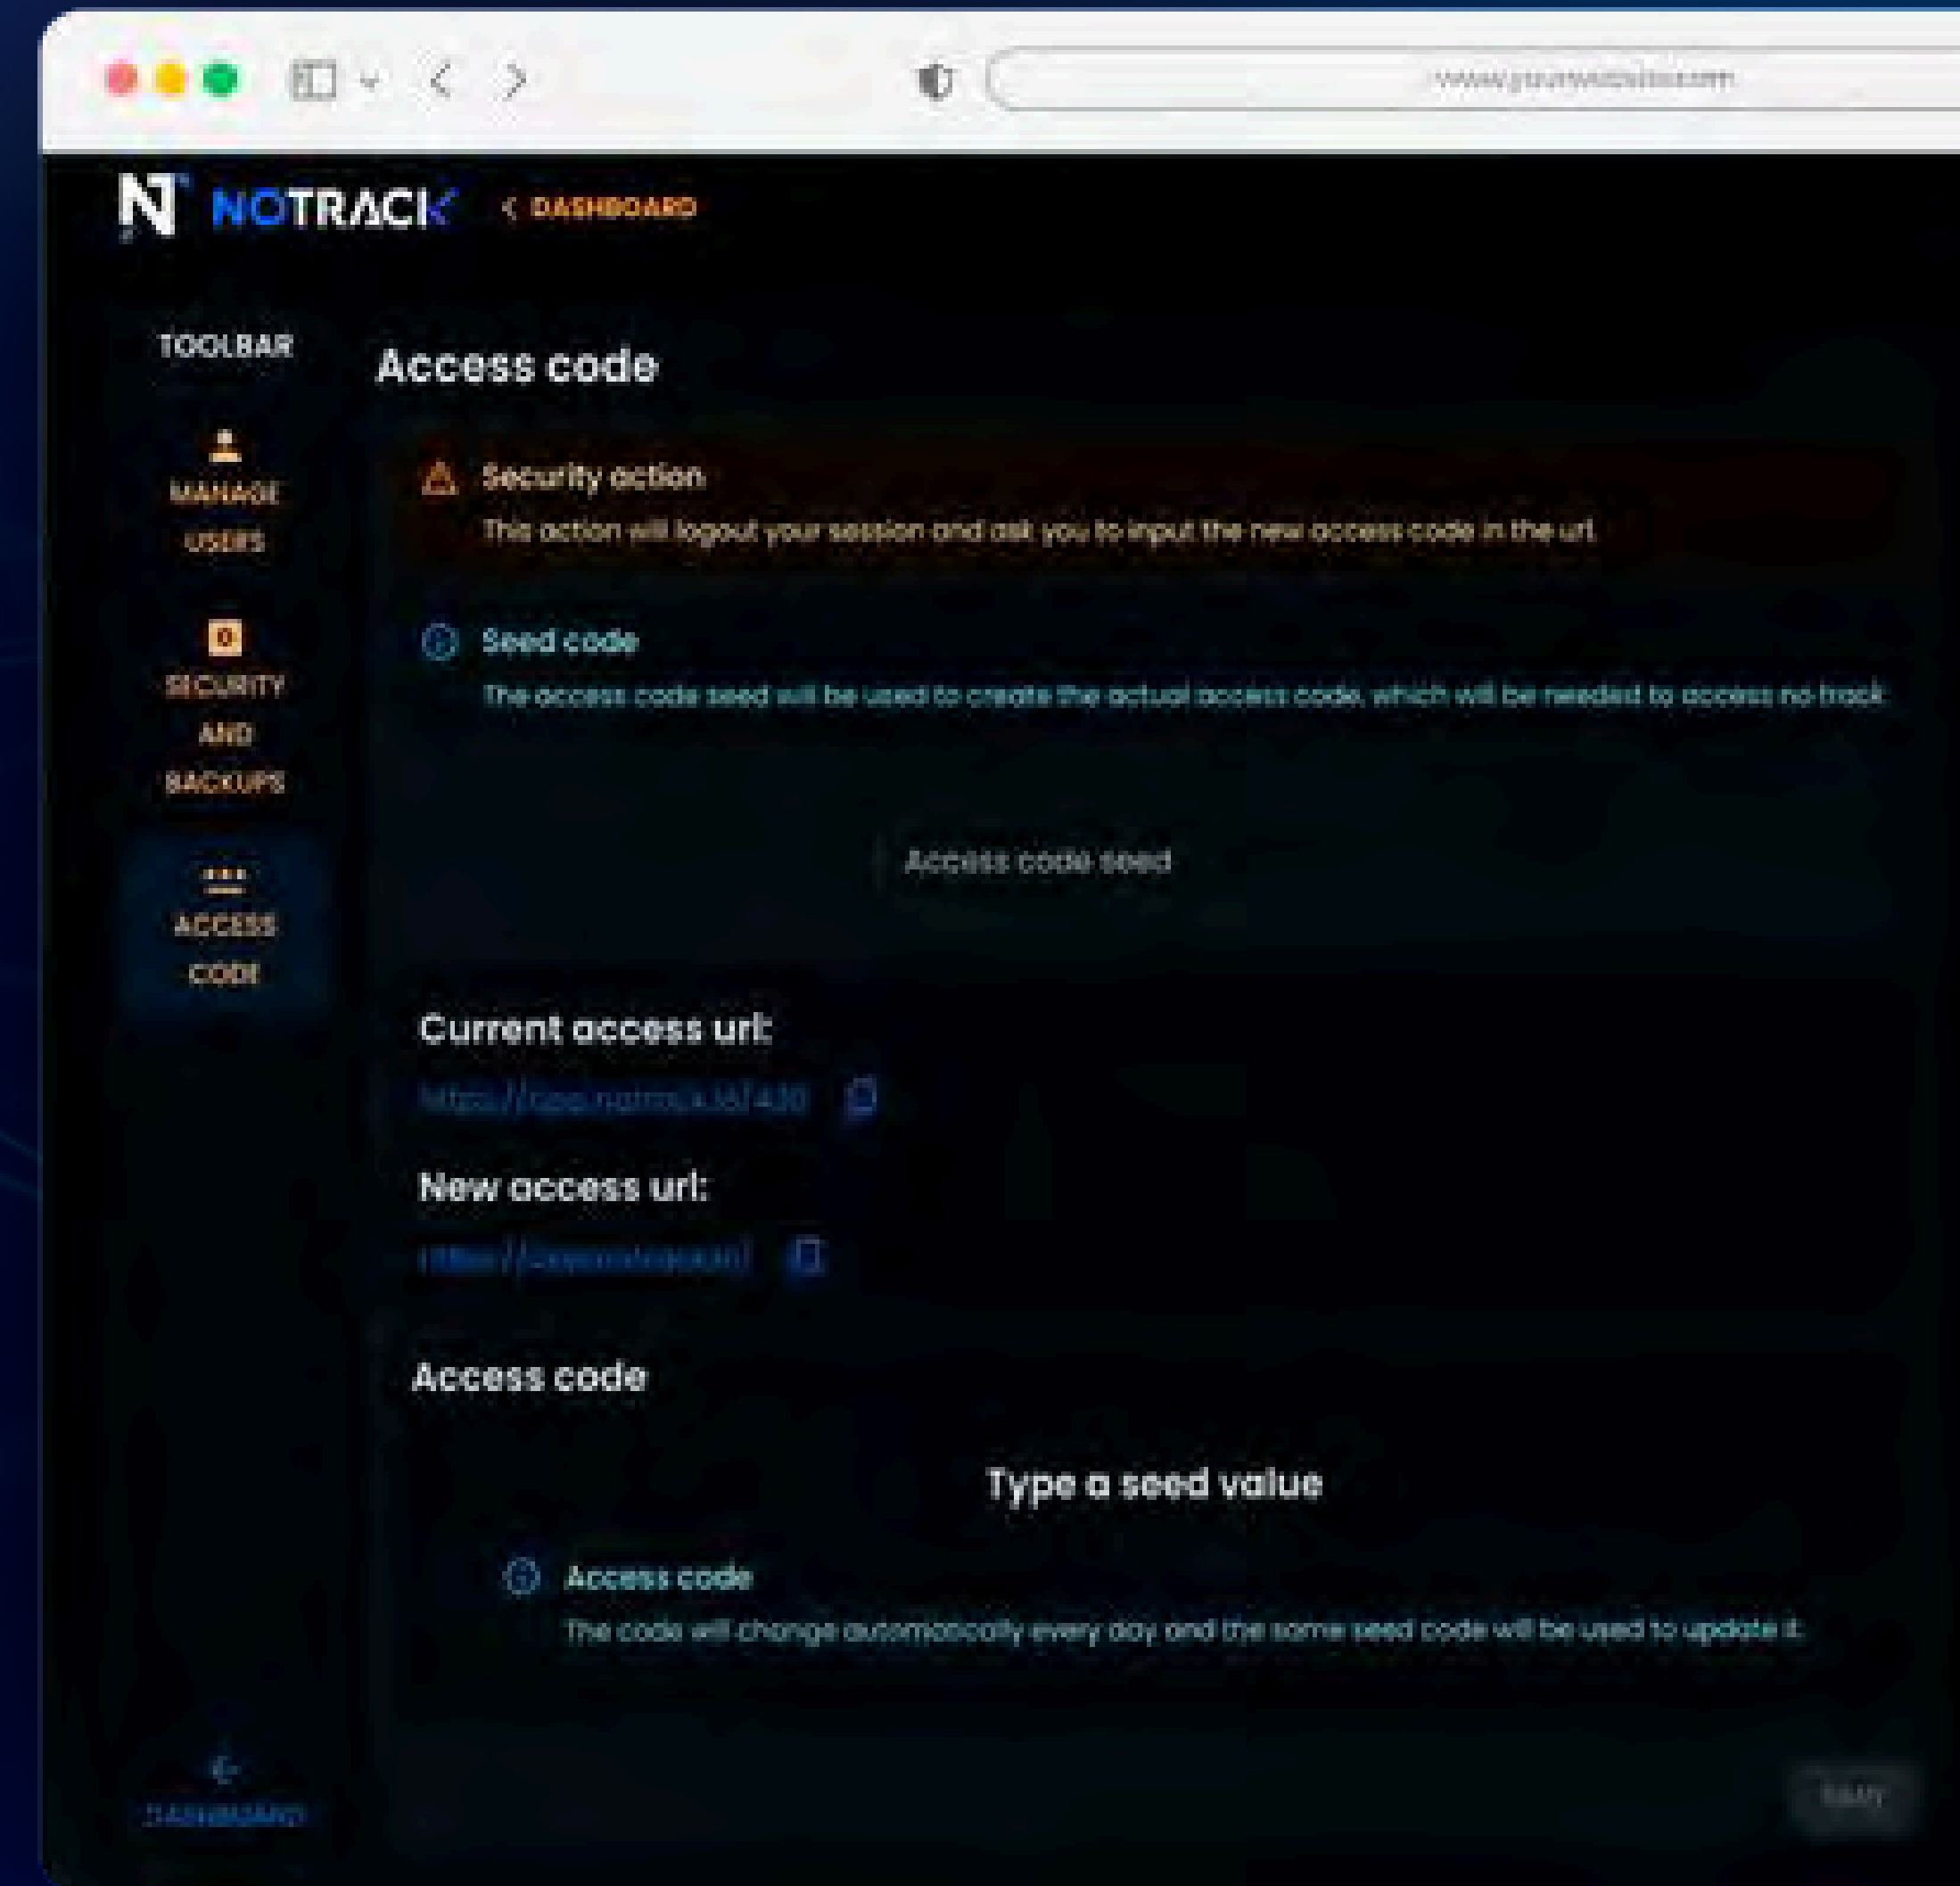 NOTRACK
DASHBOARD
TOOLBAR
MANAGE
USERS
SECURITY
AND
BACKUPS
ACCESS
CODE
DASHBOARD
Access code
Security action
This action will logout your session and ask you to input the new access code in the url.
Seed code
The access code seed will be used to create the actual access code, which will be needed to access no track
Access code seed
Current access url:
New access url:
Access code
Type a seed value
Access code
The code will change automatically every day and the same seed code will be used to update it.